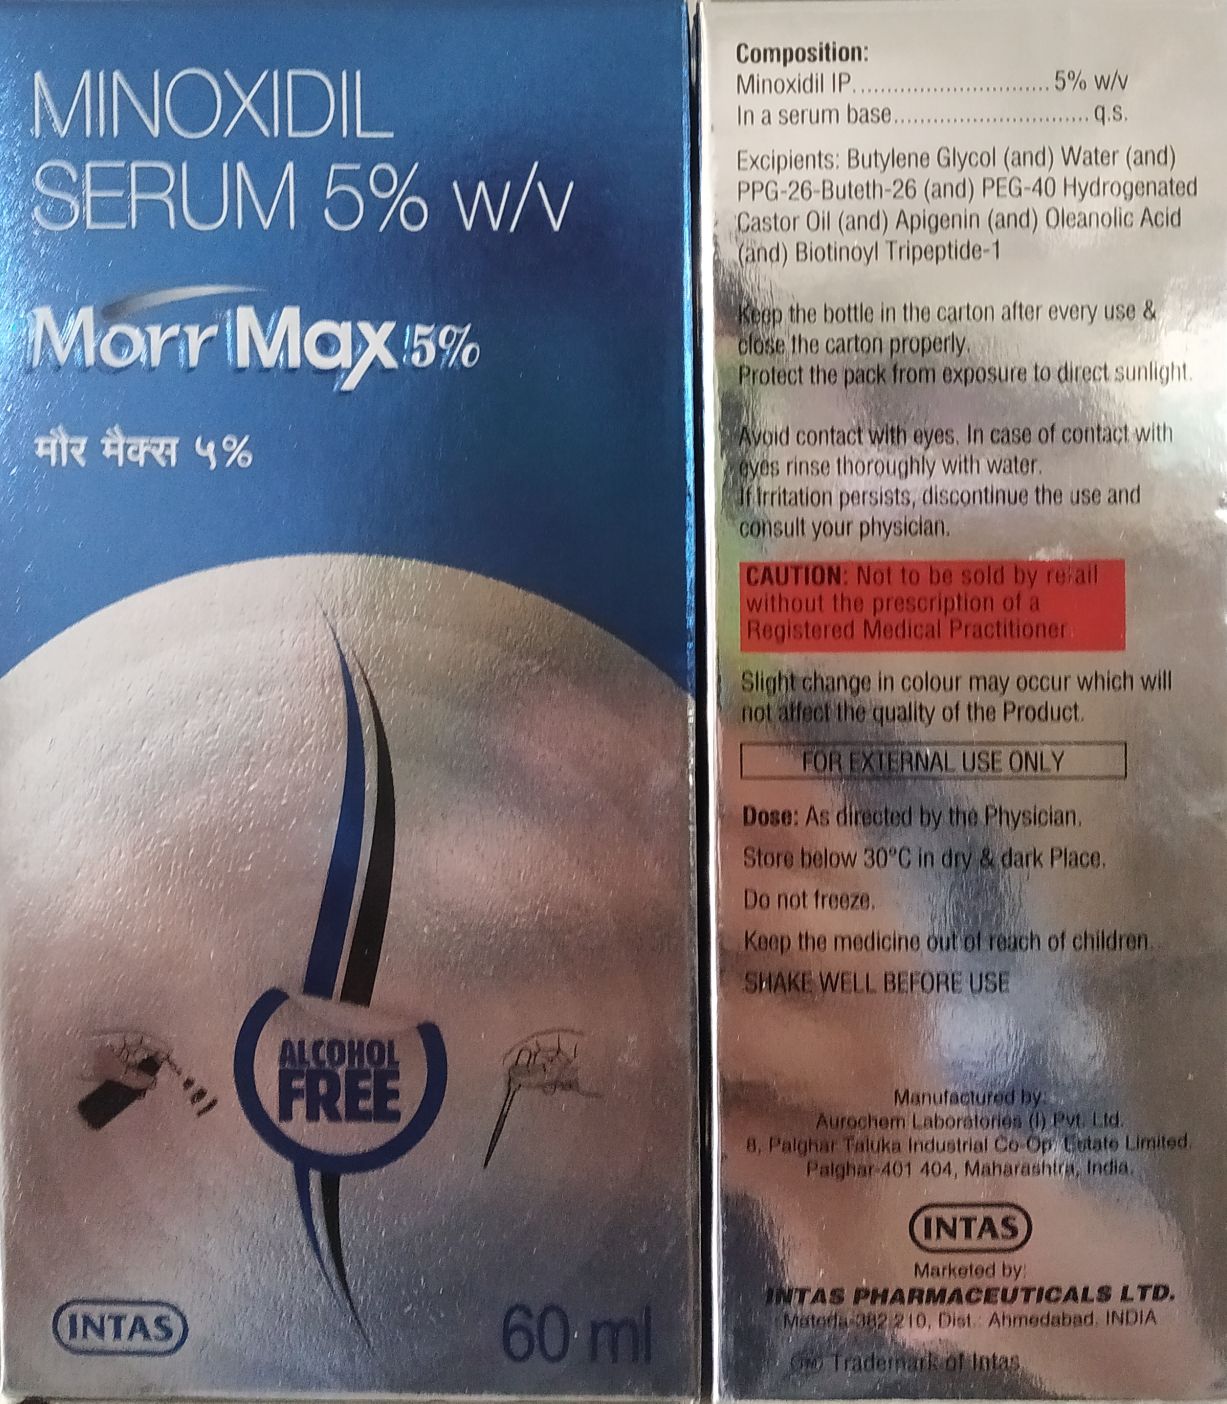 MINOXIDIL
SERUM 5% w/v
Morr Max 5%
मौर मैक्स ५%
ALCOHOL
FREE
INTAS
60 ml
Composition:
Minoxidil IP.............................. 5% w/v
In a serum base.............................. q.s.
Excipients: Butylene Glycol (and) Water (and)
PPG-26-Buteth-26 (and) PEG-40 Hydrogenated
Castor Oil (and) Apigenin (and) Oleanolic Acid
(and) Biotinoyl Tripeptide-1
Keep the bottle in the carton after every use &
close the carton properly.
Protect the pack from exposure to direct sunlight.
Avoid contact with eyes. In case of contact with
eyes rinse thoroughly with water.
If irritation persists, discontinue the use and
consult your physician.
CAUTION: Not to be sold by retail
without the prescription of a
Registered Medical Practitioner
Slight change in colour may occur which will
not affect the quality of the Product.
FOR EXTERNAL USE ONLY
Dose: As directed by the Physician.
Store below 30°C in dry & dark Place.
Do not freeze.
Keep the medicine out of reach of children.
SHAKE WELL BEFORE USE
Manufactured by:
Aurochem Laboratories (I) Pvt. Ltd.
8, Palghar Taluka Industrial Co-Op. Estate Limited.
Palghar-401 404, Maharashtra, India.
INTAS
Marketed by:
INTAS PHARMACEUTICALS LTD.
Matoda-382 210, Dist.: Ahmedabad. INDIA
Trademark of Intas